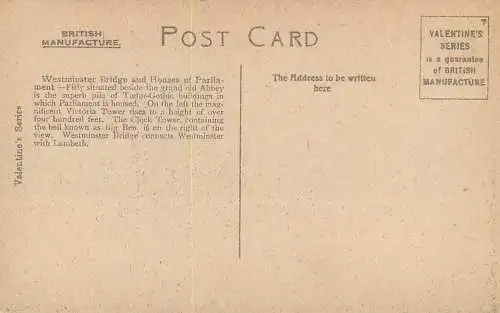 BRITISH
MANUFACTURE.
POST CARD
VALENTINE'S
SERIES
is a guarantee
of BRITISH
MANUFACTURE
Westminster Bridge and Houses of Parlia-
ment—Fitly situated beside the grand old Abbey
is the superb pile of Tudor-Gothic buildings in
which Parliament is housed. On the left the mag-
nificent Victoria Tower rises to a height of over
four hundred feet. The Clock Tower, containing
the bell known as Big Ben, is on the right of the
view. Westminster Bridge connects Westminster
with Lambeth.
The Address to be written
here
Valentine's Series